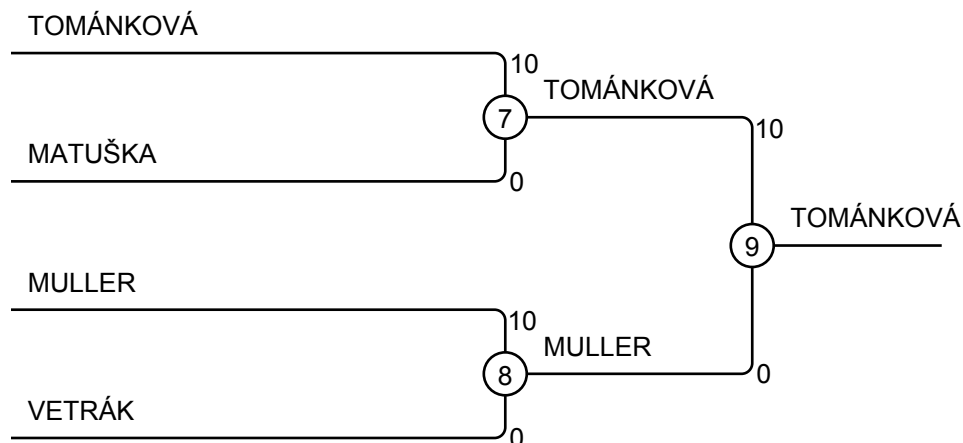 TOMÁNKOVÁ
10
TOMÁNKOVÁ
7
10
MATUŠKA
0
TOMÁNKOVÁ
9
MULLER
10
MULLER
8
0
VETRÁK
0